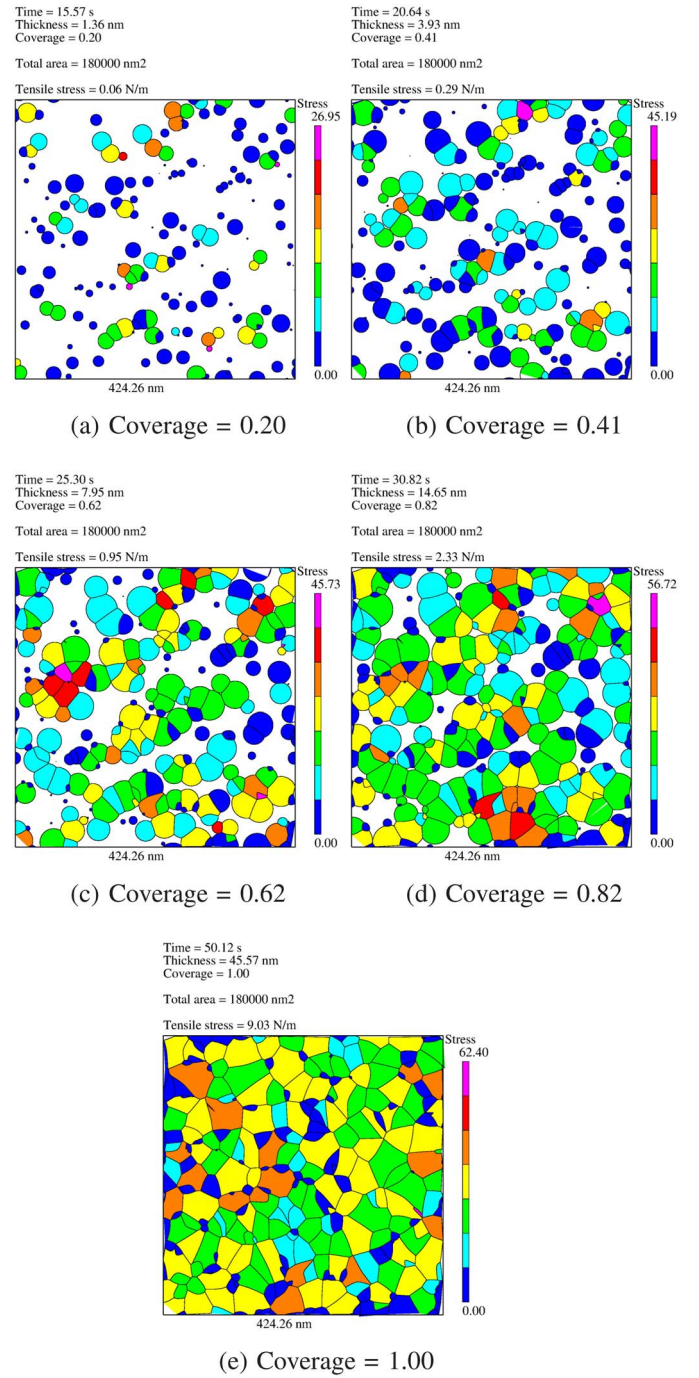 Time = 15.57 s
Thickness = 1.36 nm
Coverage = 0.20
Total area = 180000 nm2
Tensile stress = 0.06 N/m
Stress
26.95
0.00
424.26 nm
(a) Coverage = 0.20
Time = 20.64 s
Thickness = 3.93 nm
Coverage = 0.41
Total area = 180000 nm2
Tensile stress = 0.29 N/m
Stress
45.19
0.00
424.26 nm
(b) Coverage = 0.41
Time = 25.30 s
Thickness = 7.95 nm
Coverage = 0.62
Total area = 180000 nm2
Tensile stress = 0.95 N/m
Stress
45.73
0.00
424.26 nm
(c) Coverage = 0.62
Time = 30.82 s
Thickness = 14.65 nm
Coverage = 0.82
Total area = 180000 nm2
Tensile stress = 2.33 N/m
Stress
56.72
0.00
424.26 nm
(d) Coverage = 0.82
Time = 50.12 s
Thickness = 45.57 nm
Coverage = 1.00
Total area = 180000 nm2
Tensile stress = 9.03 N/m
Stress
62.40
0.00
424.26 nm
(e) Coverage = 1.00